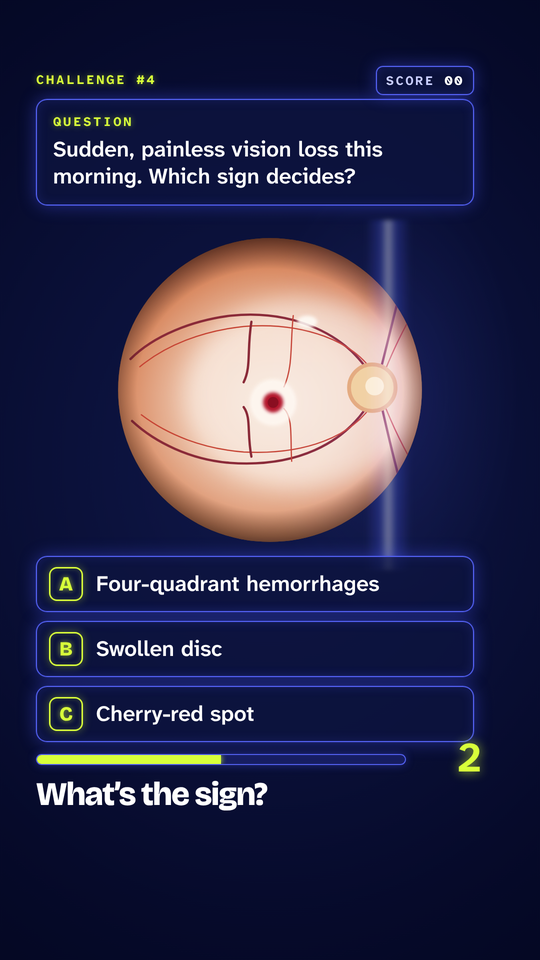 CHALLENGE #4
SCORE 00
QUESTION
Sudden, painless vision loss this
morning. Which sign decides?
A Four-quadrant hemorrhages
B Swollen disc
C Cherry-red spot
2
What's the sign?